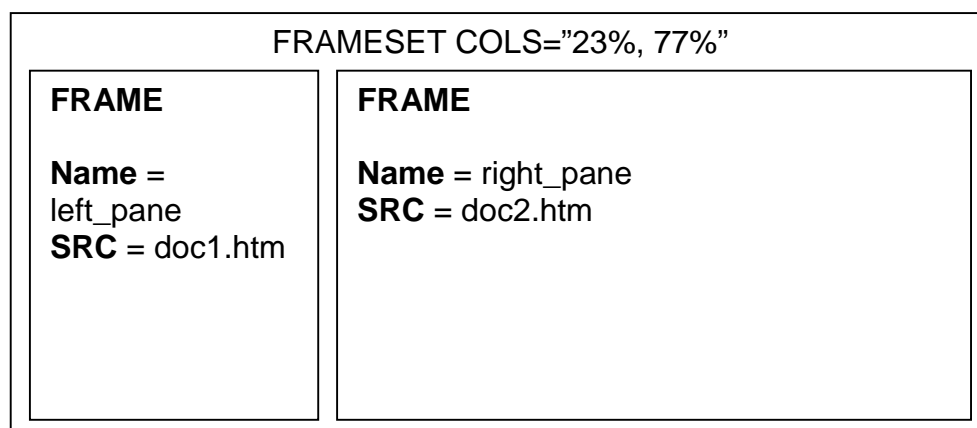 FRAMESET COLS=”23%, 77%”
FRAME
Name =
left_pane
SRC = doc1.htm
FRAME
Name = right_pane
SRC = doc2.htm